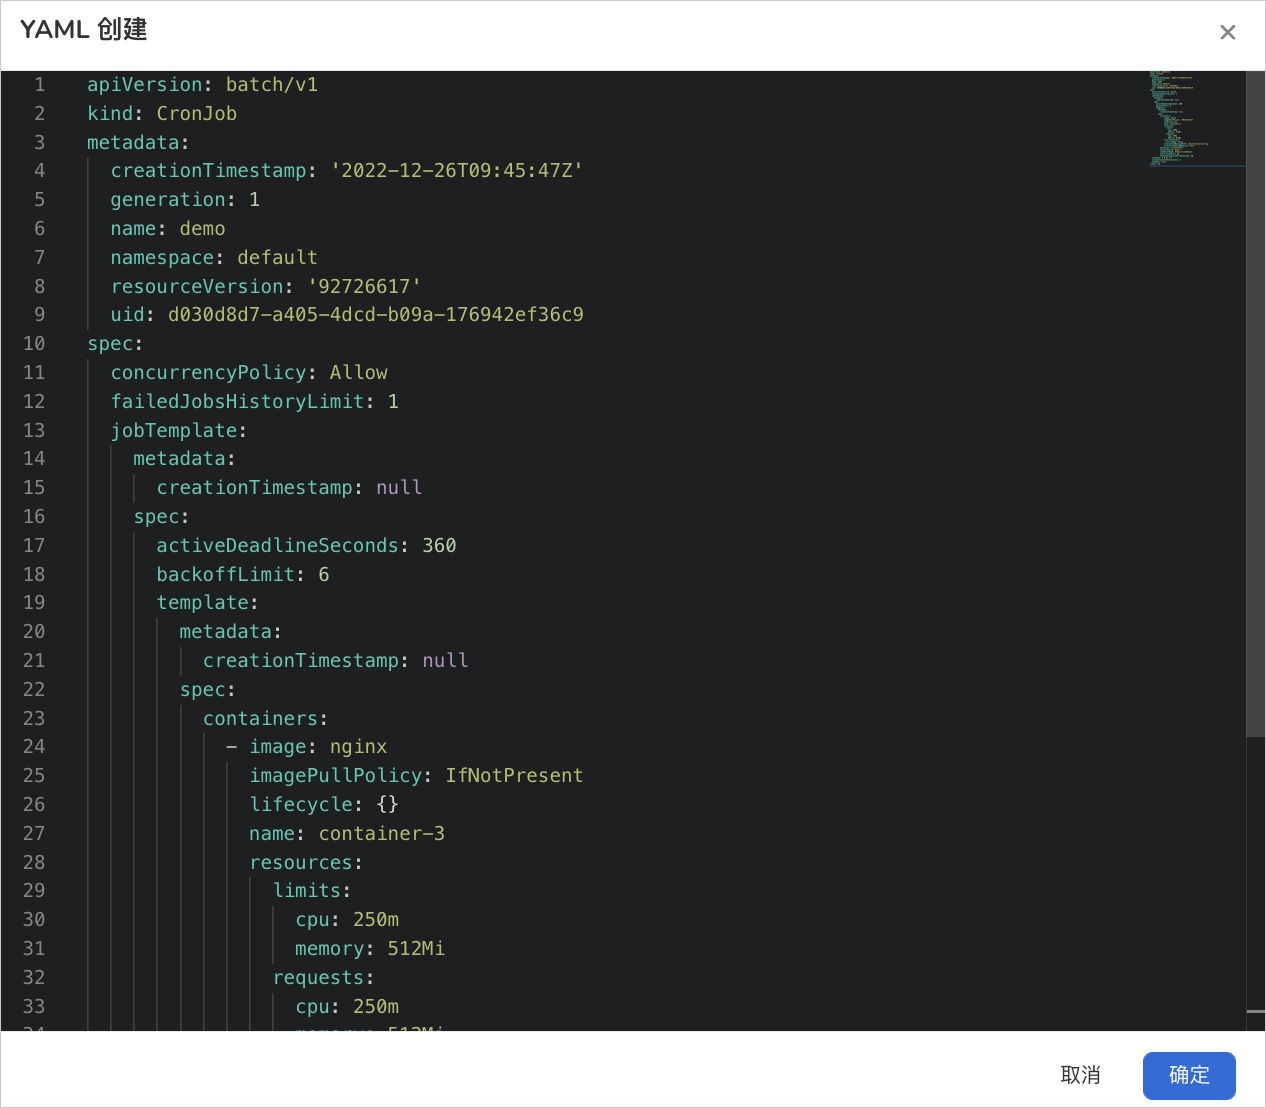 YAML 创建
1 apiVersion: batch/v1
2 kind: CronJob
3 metadata:
4   creationTimestamp: '2022-12-26T09:45:47Z'
5   generation: 1
6   name: demo
7   namespace: default
8   resourceVersion: '92726617'
9   uid: d030d8d7-a405-4dcd-b09a-176942ef36c9
10 spec:
11   concurrencyPolicy: Allow
12   failedJobsHistoryLimit: 1
13   jobTemplate:
14     metadata:
15       creationTimestamp: null
16     spec:
17       activeDeadlineSeconds: 360
18       backoffLimit: 6
19       template:
20         metadata:
21           creationTimestamp: null
22         spec:
23           containers:
24             - image: nginx
25               imagePullPolicy: IfNotPresent
26               lifecycle: {}
27               name: container-3
28               resources:
29                 limits:
30                   cpu: 250m
31                   memory: 512Mi
32                 requests:
33                   cpu: 250m
34                   memory: 512Mi
取消
确定